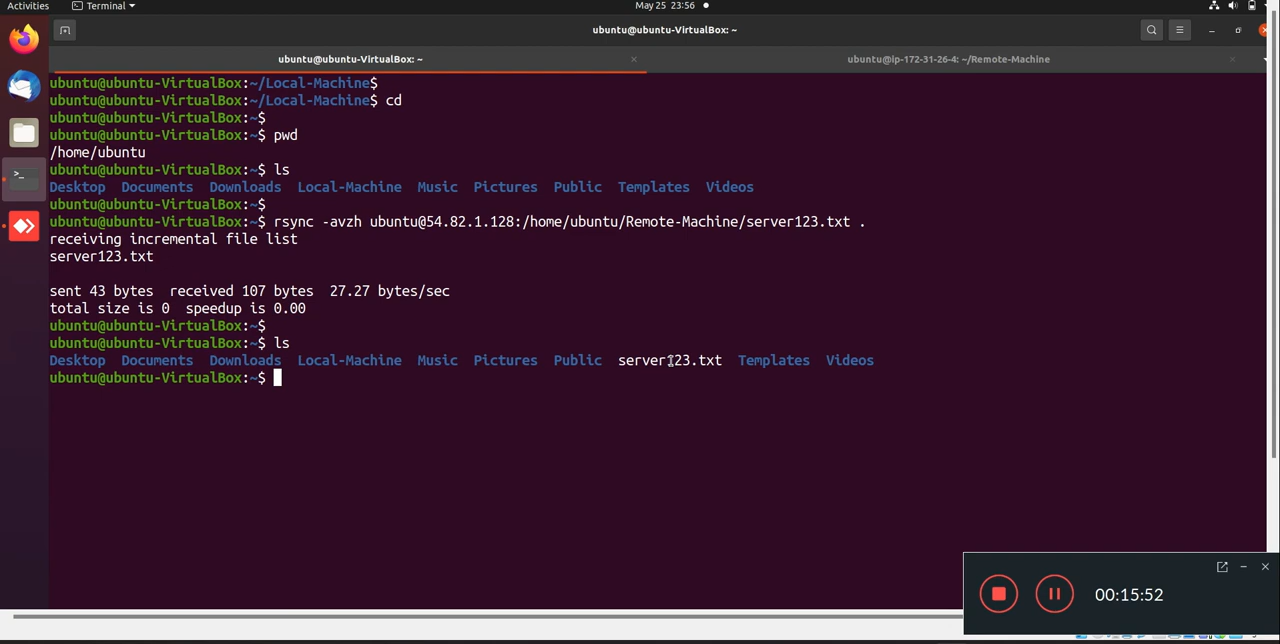 Activities
Terminal
May 25 23:56
ubuntu@ubuntu-VirtualBox: ~
ubuntu@ubuntu-VirtualBox: ~
ubuntu@ip-172-31-26-4: ~/Remote-Machine
ubuntu@ubuntu-VirtualBox:~/Local-Machine$
ubuntu@ubuntu-VirtualBox:~/Local-Machine$ cd
ubuntu@ubuntu-VirtualBox:~$
ubuntu@ubuntu-VirtualBox:~$ pwd
/home/ubuntu
ubuntu@ubuntu-VirtualBox:~$ ls
Desktop Documents Downloads Local-Machine Music Pictures Public Templates Videos
ubuntu@ubuntu-VirtualBox:~$
ubuntu@ubuntu-VirtualBox:~$ rsync -avzh ubuntu@54.82.1.128:/home/ubuntu/Remote-Machine/server123.txt .
receiving incremental file list
server123.txt
sent 43 bytes received 107 bytes 27.27 bytes/sec
total size is 0 speedup is 0.00
ubuntu@ubuntu-VirtualBox:~$
ubuntu@ubuntu-VirtualBox:~$ ls
Desktop Documents Downloads Local-Machine Music Pictures Public server123.txt Templates Videos
ubuntu@ubuntu-VirtualBox:~$
00:15:52